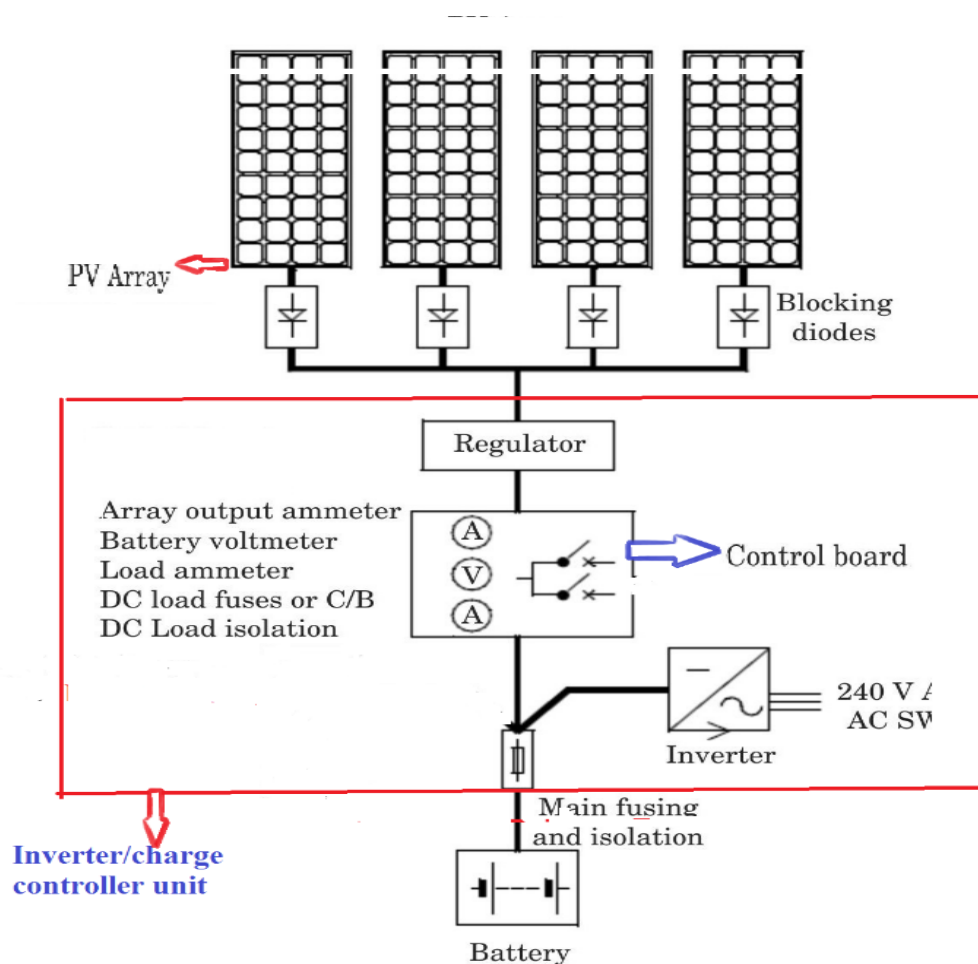 PV Array
Blocking
diodes
Regulator
Array output ammeter
Battery voltmeter
Load ammeter
DC load fuses or C/B
DC Load isolation
A
V
A
Control board
240 V A
AC SW
Inverter
Main fusing
and isolation
Inverter/charge
controller unit
Battery